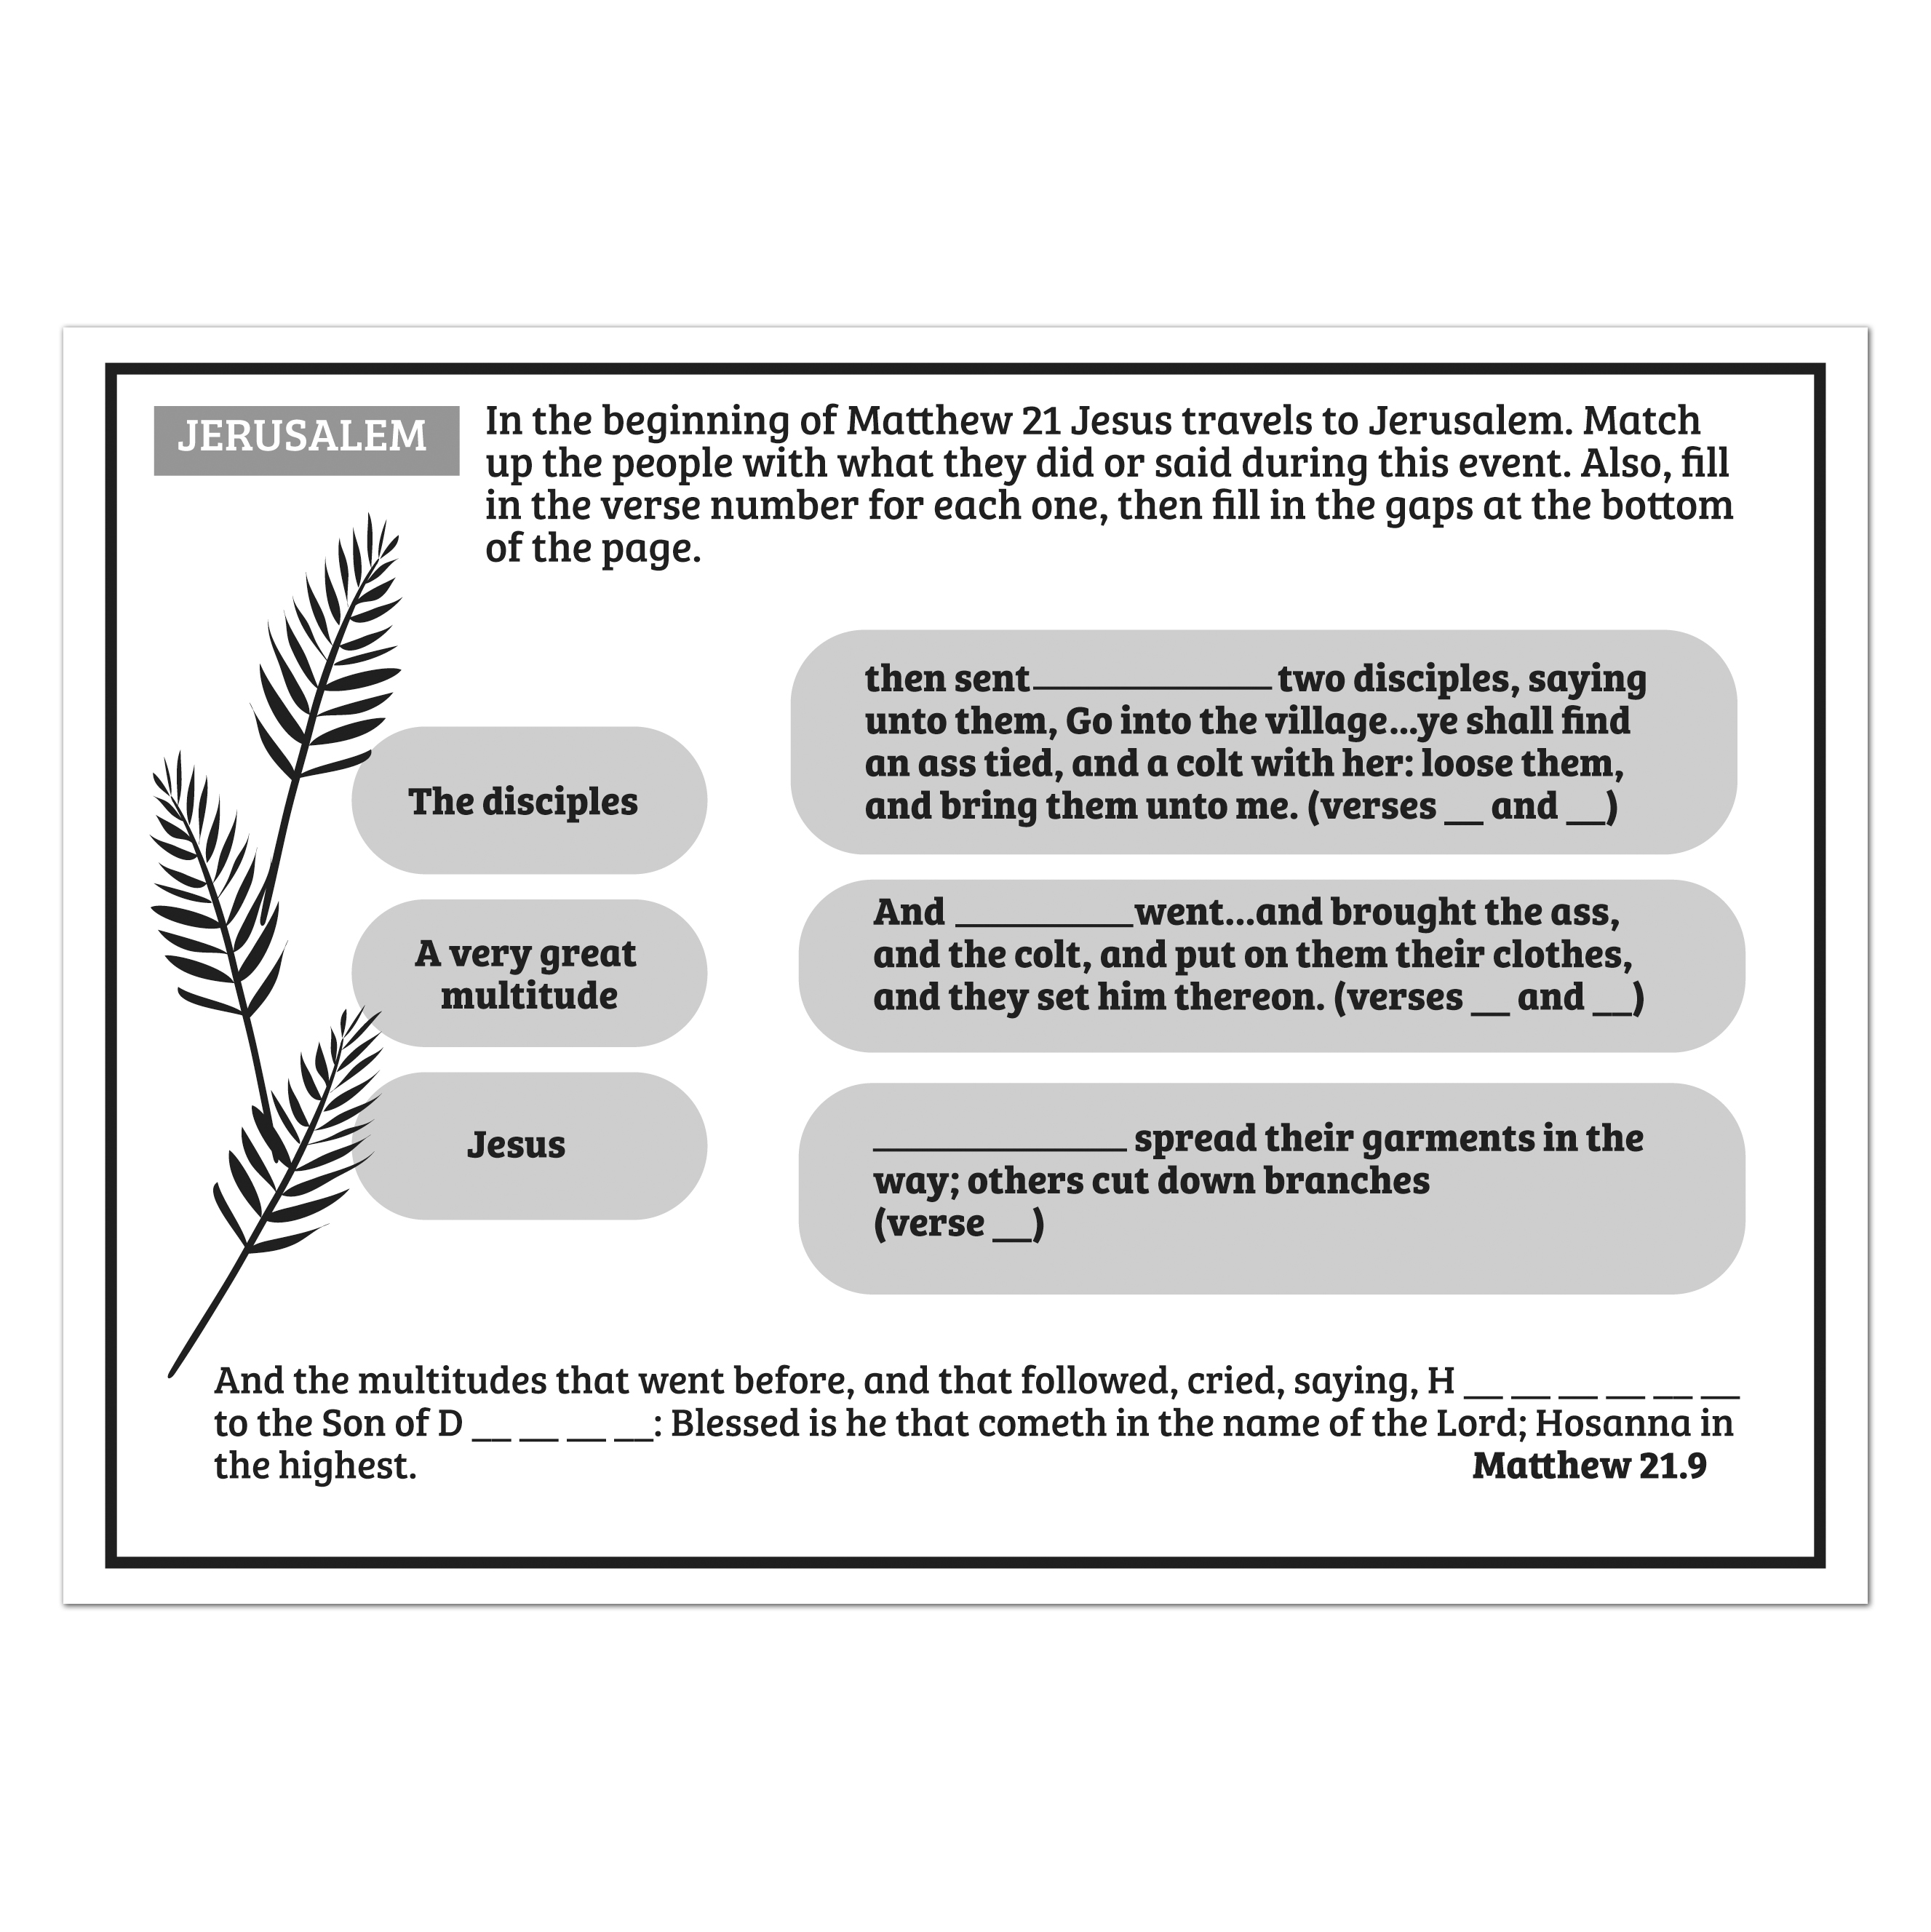 JERUSALEM
In the beginning of Matthew 21 Jesus travels to Jerusalem. Match
up the people with what they did or said during this event. Also, fill
in the verse number for each one, then fill in the gaps at the bottom
of the page.
The disciples
A very great
multitude
Jesus
then sent ____________ two disciples, saying
unto them, Go into the village...ye shall find
an ass tied, and a colt with her: loose them,
and bring them unto me. (verses __ and __)
And _________went...and brought the ass,
and the colt, and put on them their clothes,
and they set him thereon. (verses __ and __)
_____________ spread their garments in the
way; others cut down branches
(verse __)
And the multitudes that went before, and that followed, cried, saying, H __ __ __ __ __ __
to the Son of D __ __ __ __: Blessed is he that cometh in the name of the Lord; Hosanna in
the highest.
Matthew 21.9